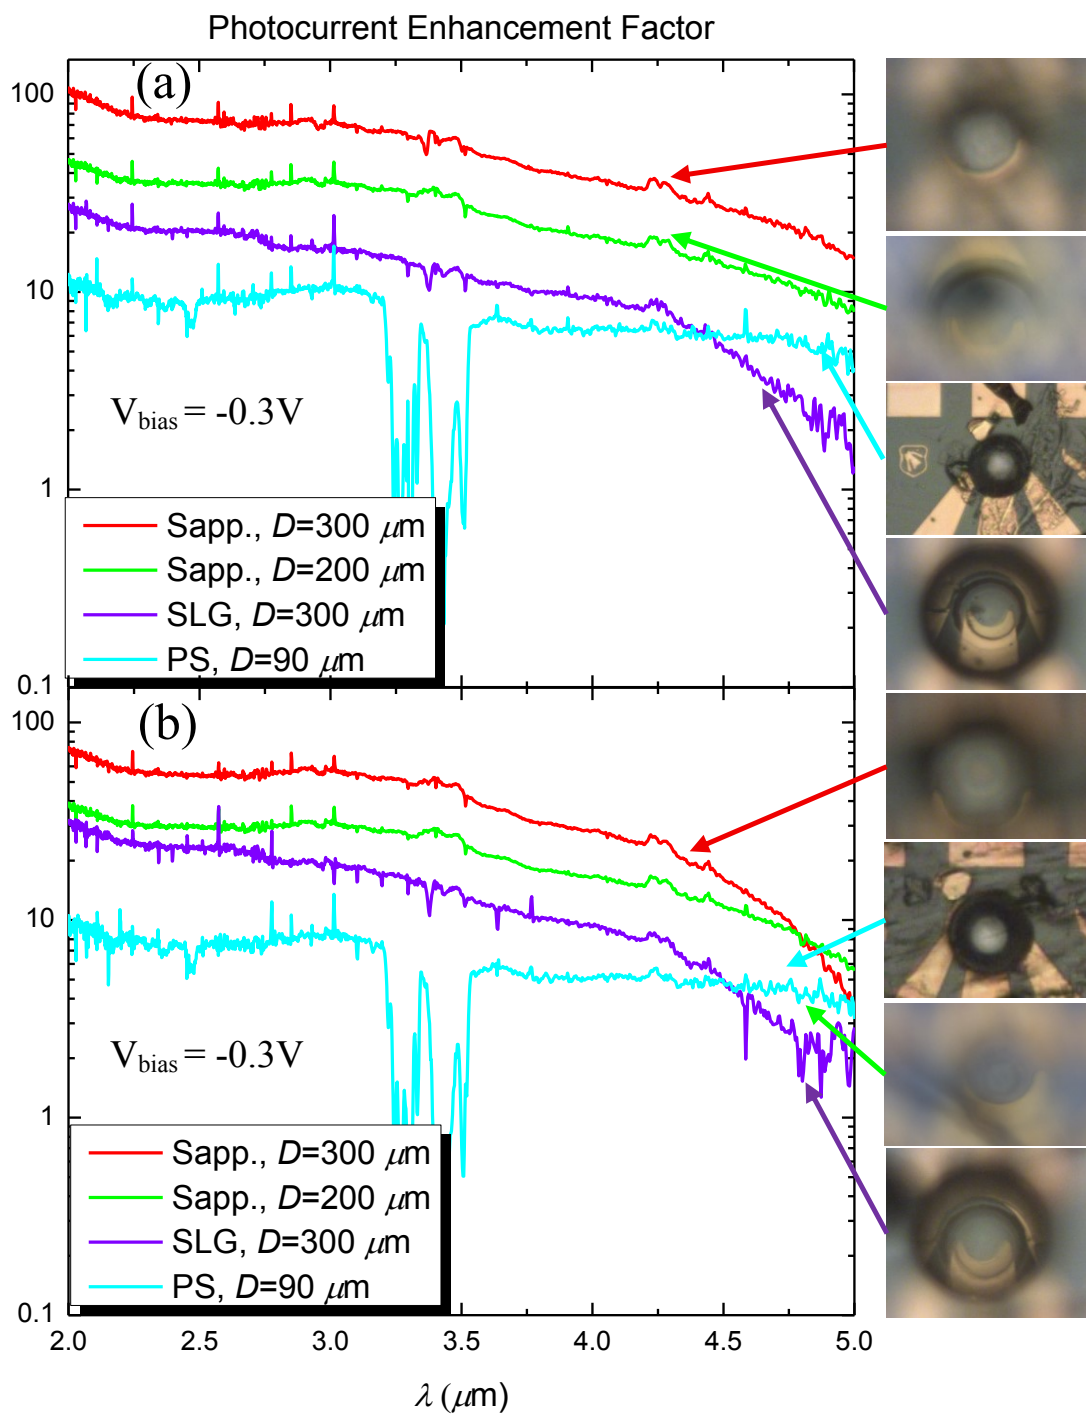 Photocurrent Enhancement Factor
(a)
100
10
1
0.1
V_bias = -0.3V
Sapp., D=300 μm
Sapp., D=200 μm
SLG, D=300 μm
PS, D=90 μm
(b)
100
10
1
0.1
V_bias = -0.3V
Sapp., D=300 μm
Sapp., D=200 μm
SLG, D=300 μm
PS, D=90 μm
2.0 2.5 3.0 3.5 4.0 4.5 5.0
λ (μm)